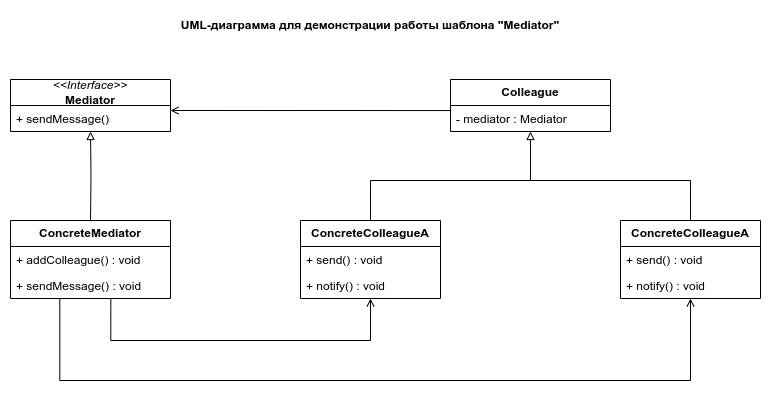 UML-диаграмма для демонстрации работы шаблона "Mediator"
<<Interface>>
Mediator
+ sendMessage()
Colleague
- mediator : Mediator
ConcreteMediator
+ addColleague() : void
+ sendMessage() : void
ConcreteColleagueA
+ send() : void
+ notify() : void
ConcreteColleagueA
+ send() : void
+ notify() : void